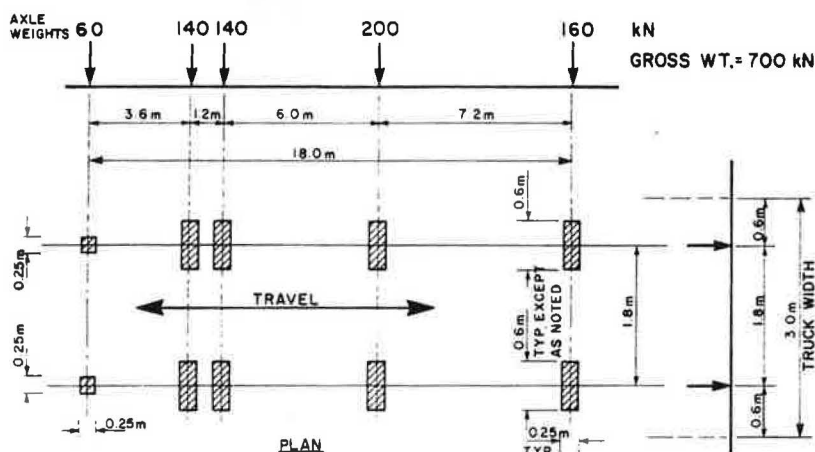 AXLE
WEIGHTS 60 140 140 200 160 kN
GROSS WT.= 700 kN
3.6m 1.2m 6.0m 7.2m
18.0m
0.6m
0.25m
TRAVEL
0.6m
TYP. EXCEPT
AS NOTED
1.8m
0.6m
1.8m
0.6m
3.0m
TRUCK WIDTH
0.25m
0.25m
PLAN
0.25m
TYP